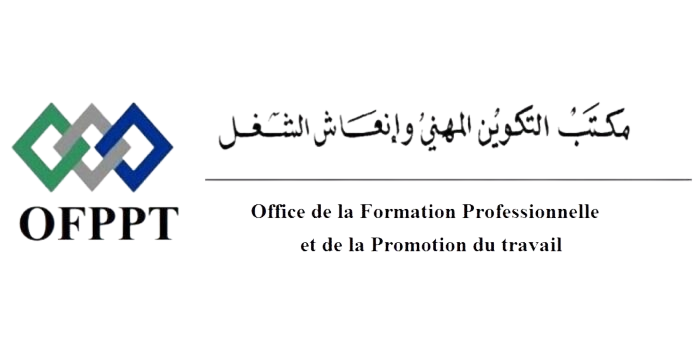 مكتب التكوين المهني وإنعاش الشغل
OFPPT
Office de la Formation Professionnelle
et de la Promotion du travail